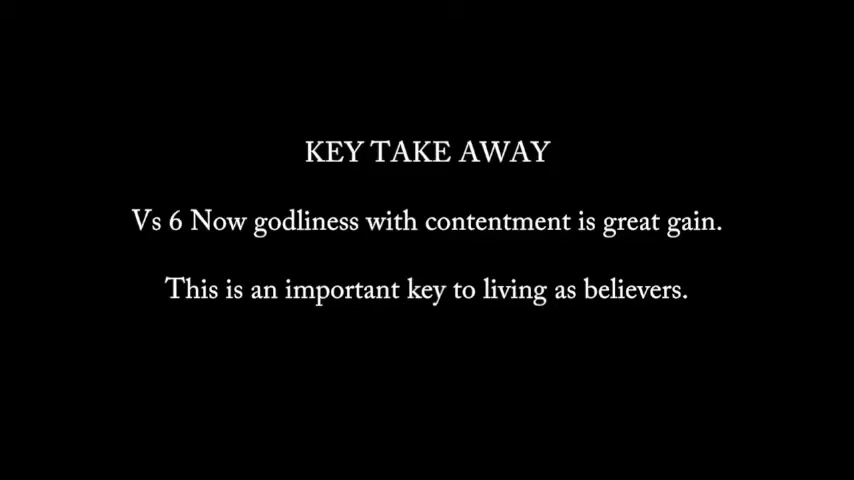 KEY TAKE AWAY
Vs 6 Now godliness with contentment is great gain.
This is an important key to living as believers.